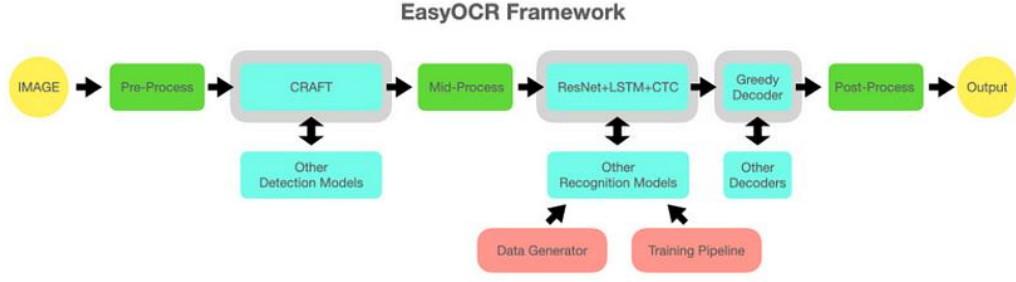 EasyOCR Framework
IMAGE
Pre-Process
CRAFT
Mid-Process
ResNet+LSTM+CTC
Greedy
Decoder
Post-Process
Output
Other
Detection Models
Other
Recognition Models
Other
Decoders
Data Generator
Training Pipeline